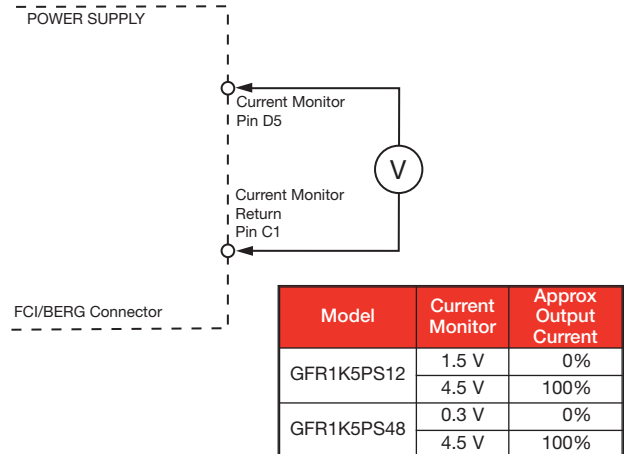 POWER SUPPLY
Current Monitor
Pin D5
V
Current Monitor
Return
Pin C1
FCI/BERG Connector
Model Current Monitor Approx Output Current
GFR1K5PS12 1.5 V 0%
4.5 V 100%
GFR1K5PS48 0.3 V 0%
4.5 V 100%